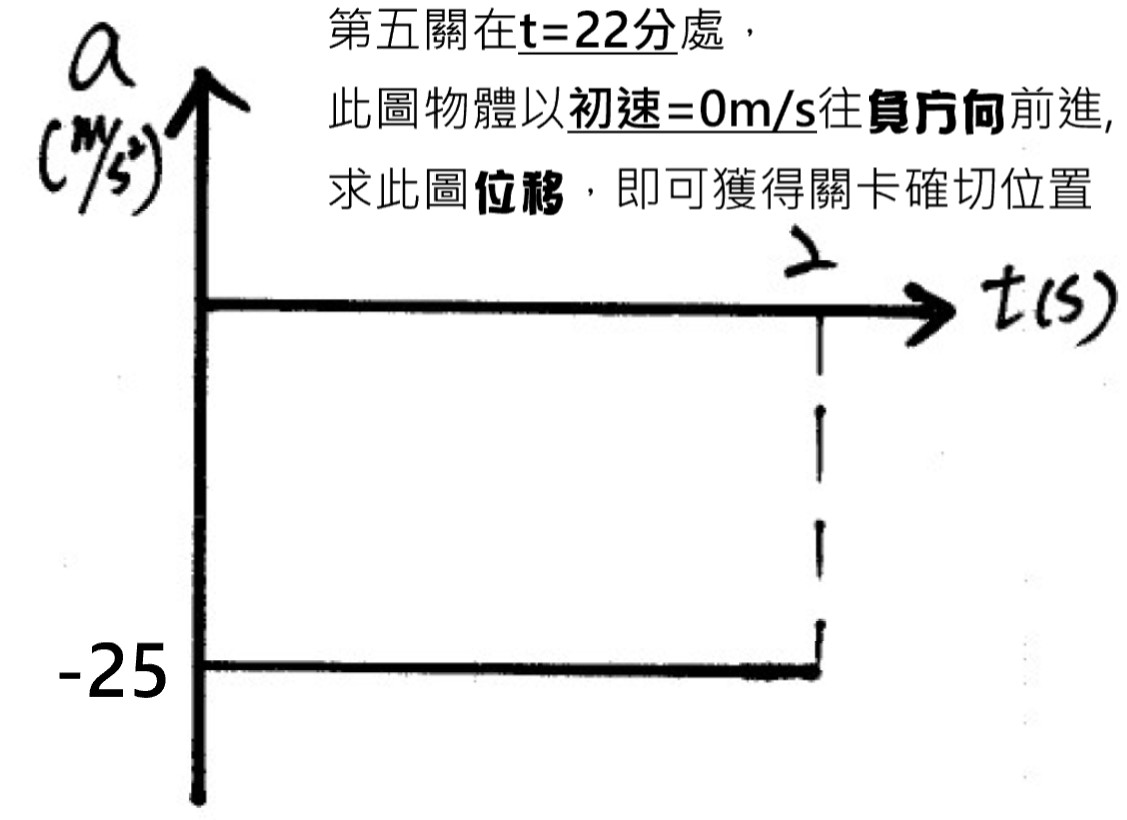 第五關在t=22分處，
此圖物體以初速=0m/s往負方向前進,
求此圖位移，即可獲得關卡確切位置
a
(m/s²)
2
t(s)
-25